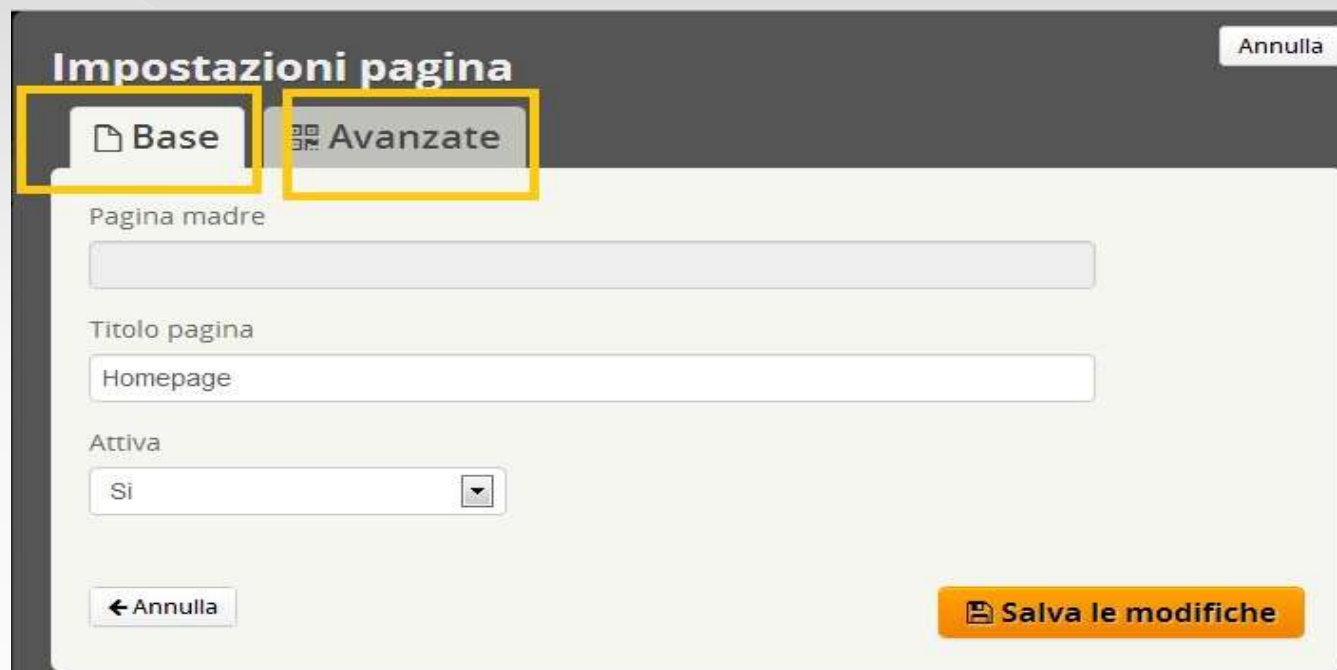 Impostazioni pagina
Annulla
Base
Avanzate
Pagina madre
Titolo pagina
Homepage
Attiva
Si
Annulla
Salva le modifiche